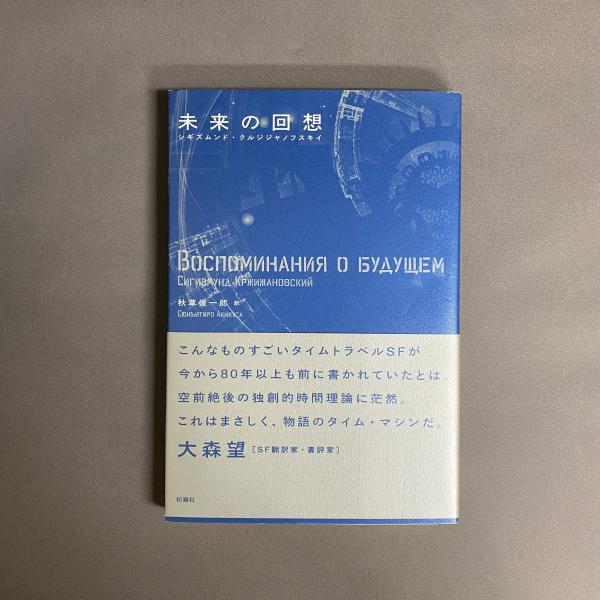 未来の回想
シギズムンド・クルジジャノフスキイ
Воспоминания о будущем
Сигизмунд Кржижановский
秋草俊一郎 訳
Сюнъитиро Акикуса
こんなものすごいタイムトラベルSFが
今から80年以上も前に書かれていたとは。
空前絶後の独創的時間理論に茫然。
これはまさしく、物語のタイム・マシンだ。
大森望 [SF翻訳家・書評家]
松籟社